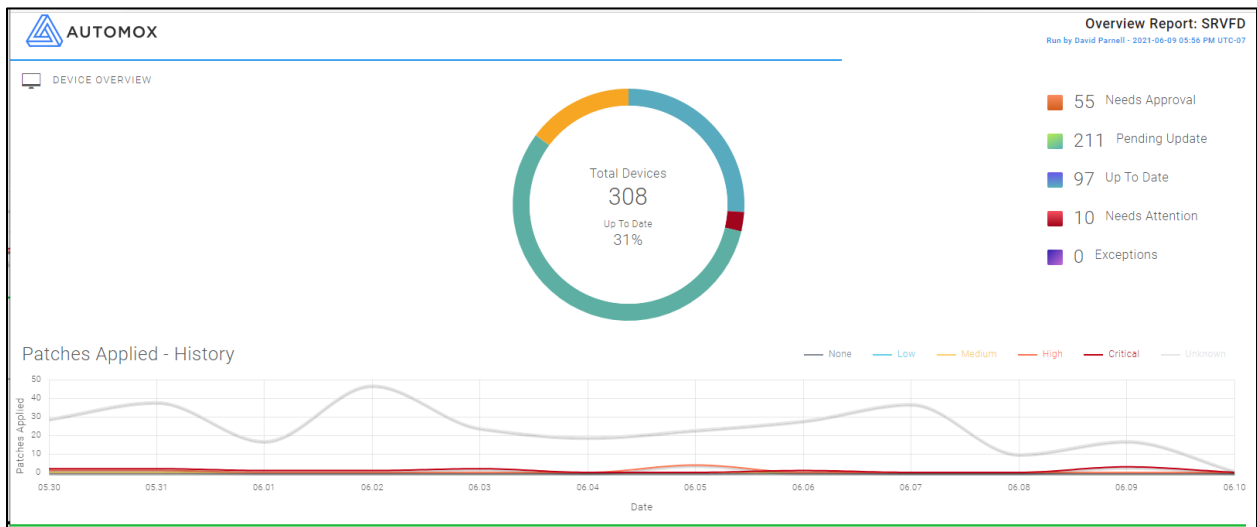 AUTOMOX
Overview Report: SRVFD
Run by David Parnell - 2021-06-09 05:56 PM UTC-07
DEVICE OVERVIEW
Total Devices
308
Up To Date
31%
55 Needs Approval
211 Pending Update
97 Up To Date
10 Needs Attention
0 Exceptions
Patches Applied - History
None Low Medium High Critical Unknown
Patches Applied
50
40
30
20
10
0
05.30 05.31 06.01 06.02 06.03 06.04 06.05 06.06 06.07 06.08 06.09 06.10
Date